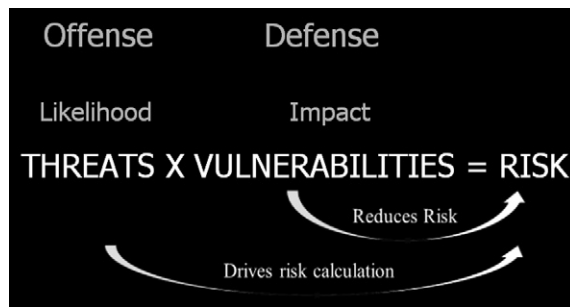 Offense Defense
Likelihood Impact
THREATS X VULNERABILITIES = RISK
Reduces Risk
Drives risk calculation